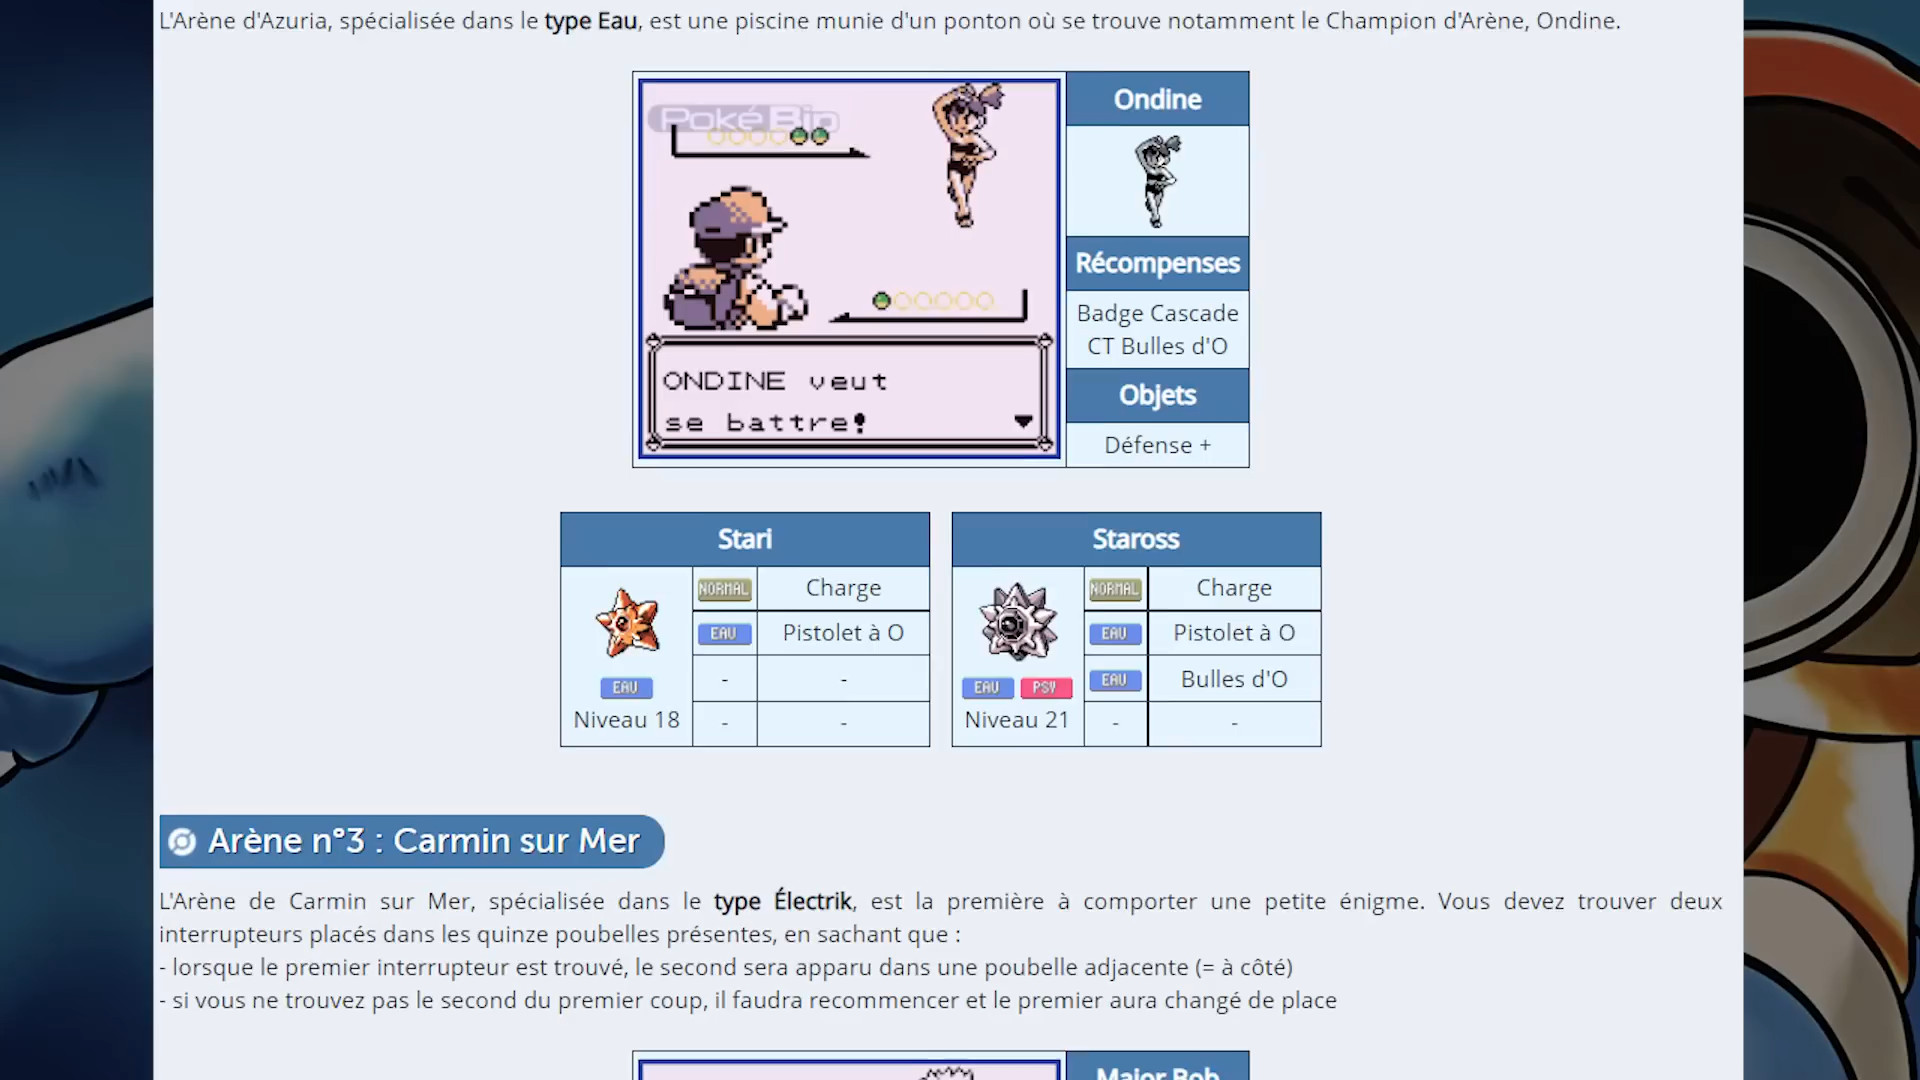 L'Arène d'Azuria, spécialisée dans le type Eau, est une piscine munie d'un ponton où se trouve notamment le Champion d'Arène, Ondine.
Poké Bip
ONDINE veut
se battre!
Ondine
Récompenses
Badge Cascade
CT Bulles d'O
Objets
Défense +
Stari
NORMAL Charge
EAU Pistolet à O
- -
- -
EAU
Niveau 18
Staross
NORMAL Charge
EAU Pistolet à O
EAU Bulles d'O
- -
EAU PSY
Niveau 21
Arène n°3 : Carmin sur Mer
L'Arène de Carmin sur Mer, spécialisée dans le type Électrik, est la première à comporter une petite énigme. Vous devez trouver deux
interrupteurs placés dans les quinze poubelles présentes, en sachant que :
- lorsque le premier interrupteur est trouvé, le second sera apparu dans une poubelle adjacente (= à côté)
- si vous ne trouvez pas le second du premier coup, il faudra recommencer et le premier aura changé de place
Major Bob